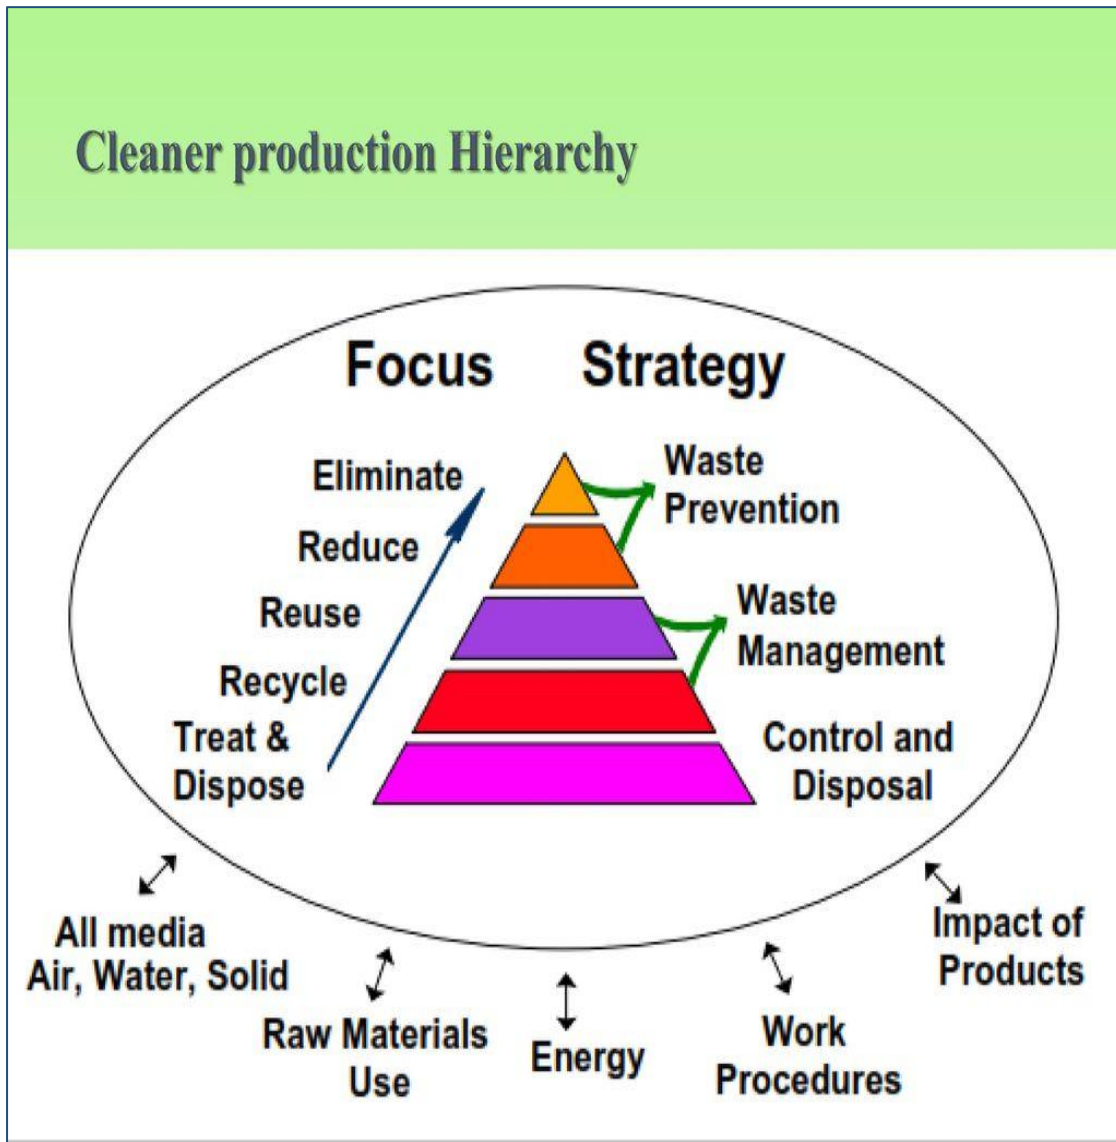 Cleaner production Hierarchy
Focus Strategy
Eliminate
Reduce
Reuse
Recycle
Treat &
Dispose
Waste
Prevention
Waste
Management
Control and
Disposal
All media
Air, Water, Solid
Raw Materials
Use
Energy
Work
Procedures
Impact of
Products